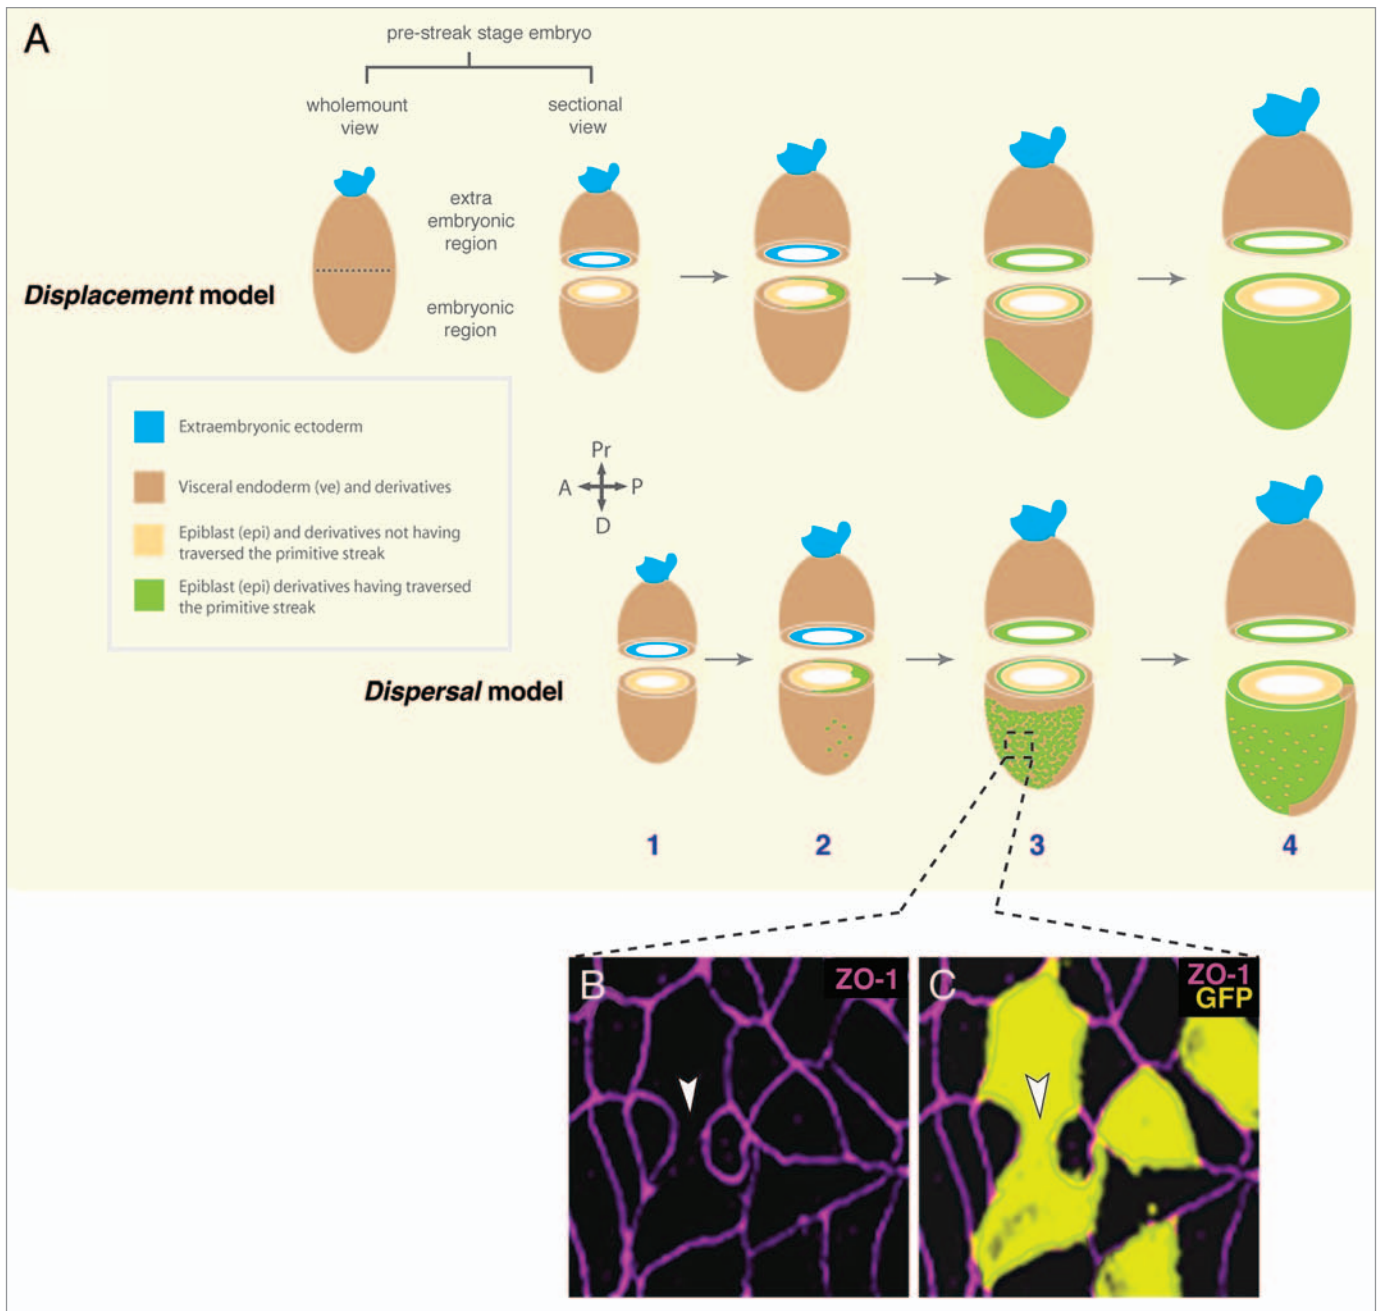 A
pre-streak stage embryo
wholemount
view
sectional
view
extra
embryonic
region
Displacement model
embryonic
region
Extraembryonic ectoderm
Visceral endoderm (ve) and derivatives
Epiblast (epi) and derivatives not having
traversed the primitive streak
Epiblast (epi) derivatives having traversed
the primitive streak
Pr
A
P
D
Dispersal model
1
2
3
4
B
ZO-1
C
ZO-1
GFP